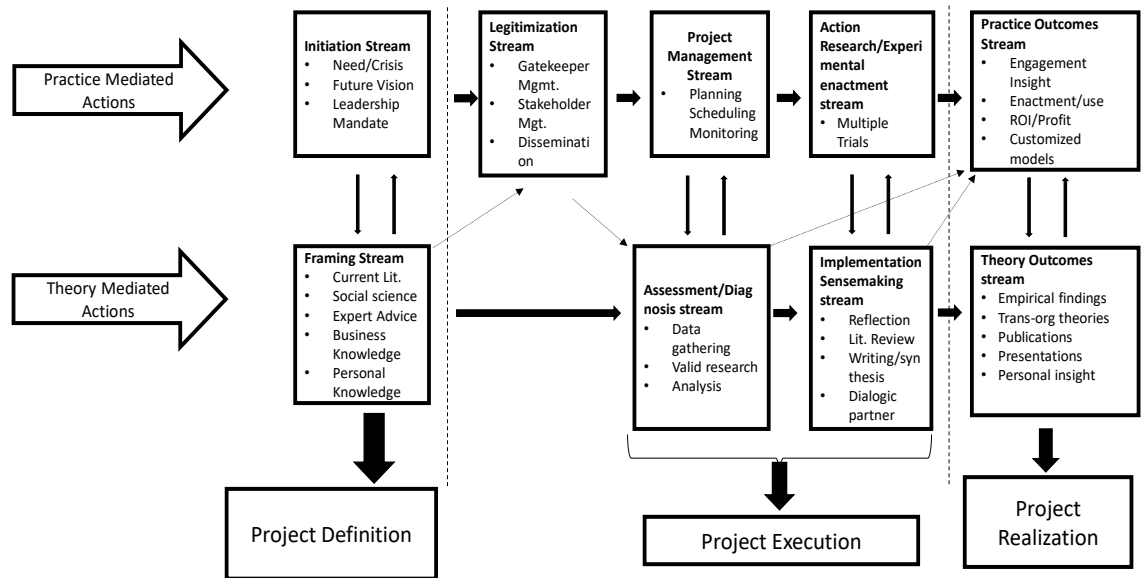 Practice Mediated
Actions
Initiation Stream
• Need/Crisis
• Future Vision
• Leadership
Mandate
Legitimization
Stream
• Gatekeeper
Mgmt.
• Stakeholder
Mgt.
• Disseminati
on
Project
Management
Stream
• Planning
Scheduling
Monitoring
Action
Research/Experi
mental
enactment
stream
• Multiple
Trials
Practice Outcomes
Stream
• Engagement
Insight
• Enactment/use
• ROI/Profit
• Customized
models
Theory Mediated
Actions
Framing Stream
• Current Lit.
• Social science
• Expert Advice
• Business
Knowledge
• Personal
Knowledge
Assessment/Diag
nosis stream
• Data
gathering
• Valid research
• Analysis
Implementation
Sensemaking
stream
• Reflection
• Lit. Review
• Writing/syn
thesis
• Dialogic
partner
Theory Outcomes
stream
• Empirical findings
• Trans-org theories
• Publications
• Presentations
• Personal insight
Project Definition
Project Execution
Project
Realization